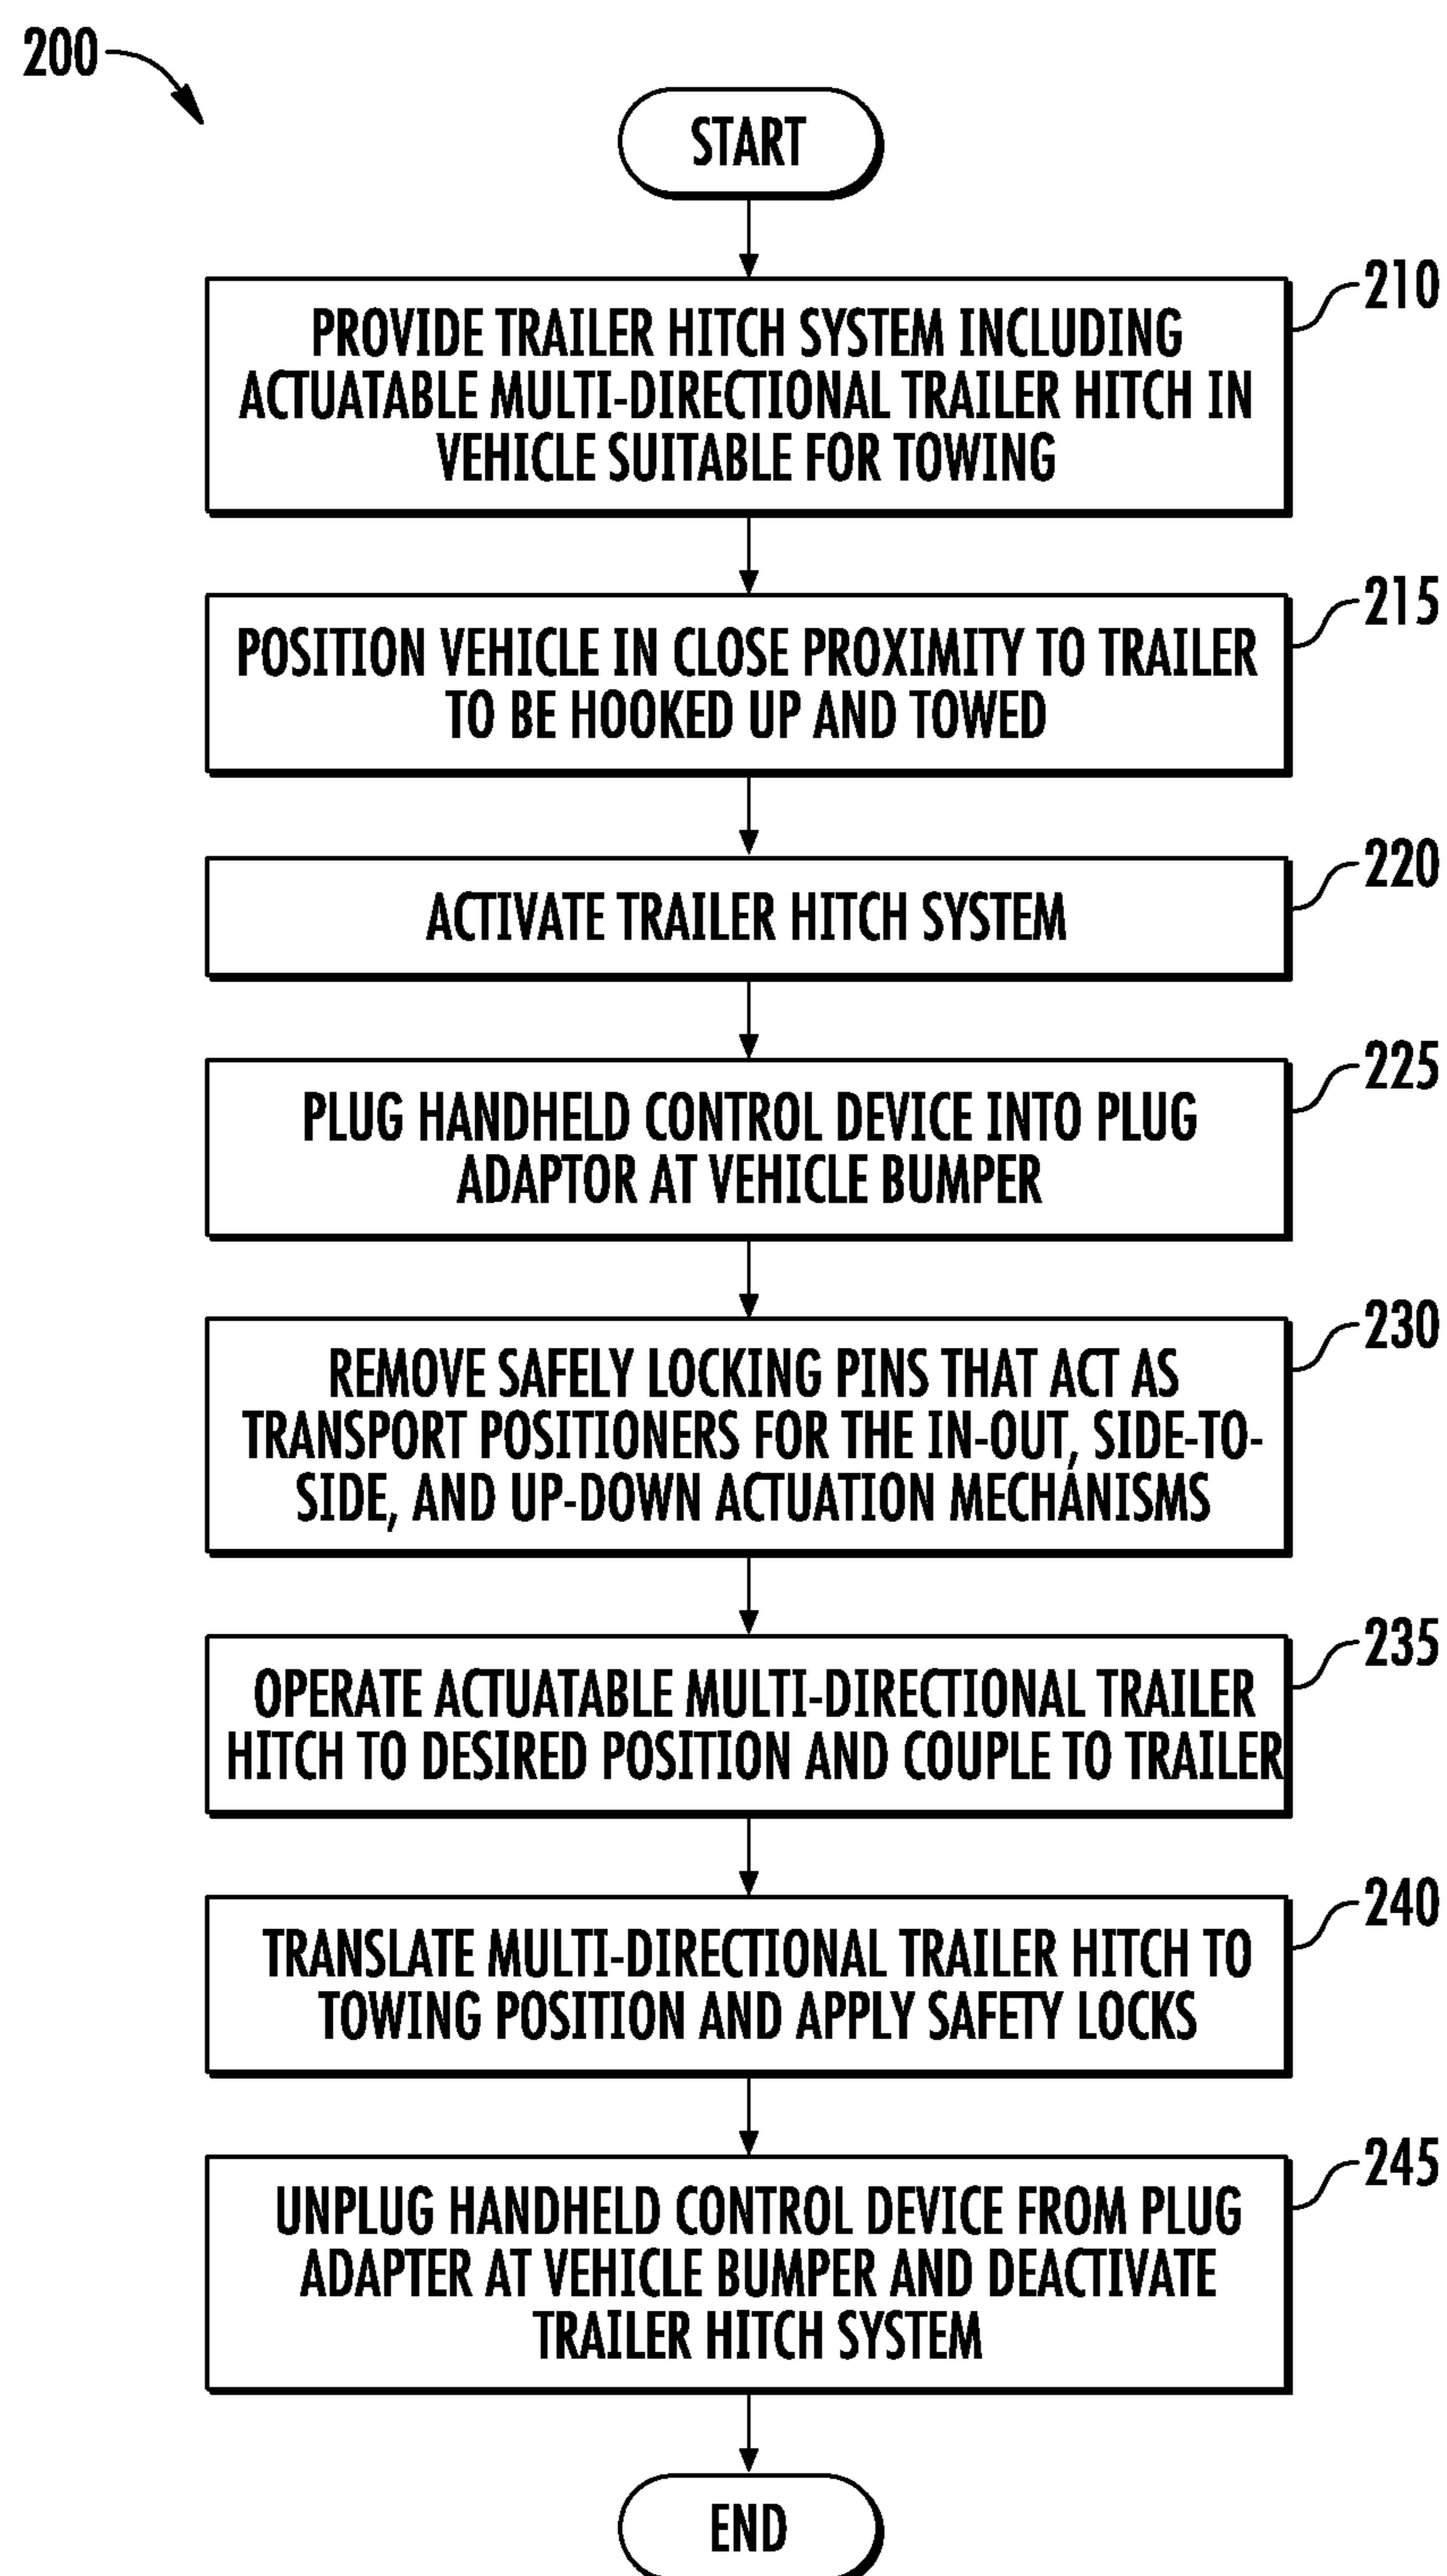 200
START
210
PROVIDE TRAILER HITCH SYSTEM INCLUDING
ACTUATABLE MULTI-DIRECTIONAL TRAILER HITCH IN
VEHICLE SUITABLE FOR TOWING
215
POSITION VEHICLE IN CLOSE PROXIMITY TO TRAILER
TO BE HOOKED UP AND TOWED
220
ACTIVATE TRAILER HITCH SYSTEM
225
PLUG HANDHELD CONTROL DEVICE INTO PLUG
ADAPTOR AT VEHICLE BUMPER
230
REMOVE SAFELY LOCKING PINS THAT ACT AS
TRANSPORT POSITIONERS FOR THE IN-OUT, SIDE-TO-
SIDE, AND UP-DOWN ACTUATION MECHANISMS
235
OPERATE ACTUATABLE MULTI-DIRECTIONAL TRAILER
HITCH TO DESIRED POSITION AND COUPLE TO TRAILER
240
TRANSLATE MULTI-DIRECTIONAL TRAILER HITCH TO
TOWING POSITION AND APPLY SAFETY LOCKS
245
UNPLUG HANDHELD CONTROL DEVICE FROM PLUG
ADAPTER AT VEHICLE BUMPER AND DEACTIVATE
TRAILER HITCH SYSTEM
END